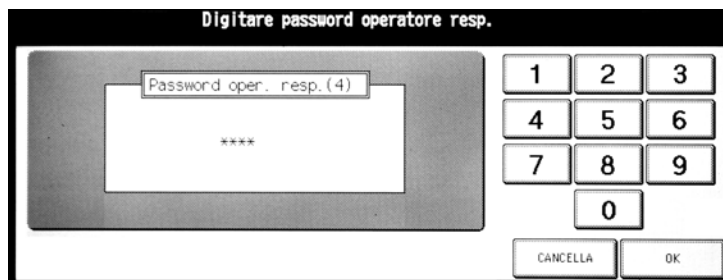 Digitare password operatore resp.
Password oper. resp.(4)
****
1 2 3
4 5 6
7 8 9
0
CANCELLA OK